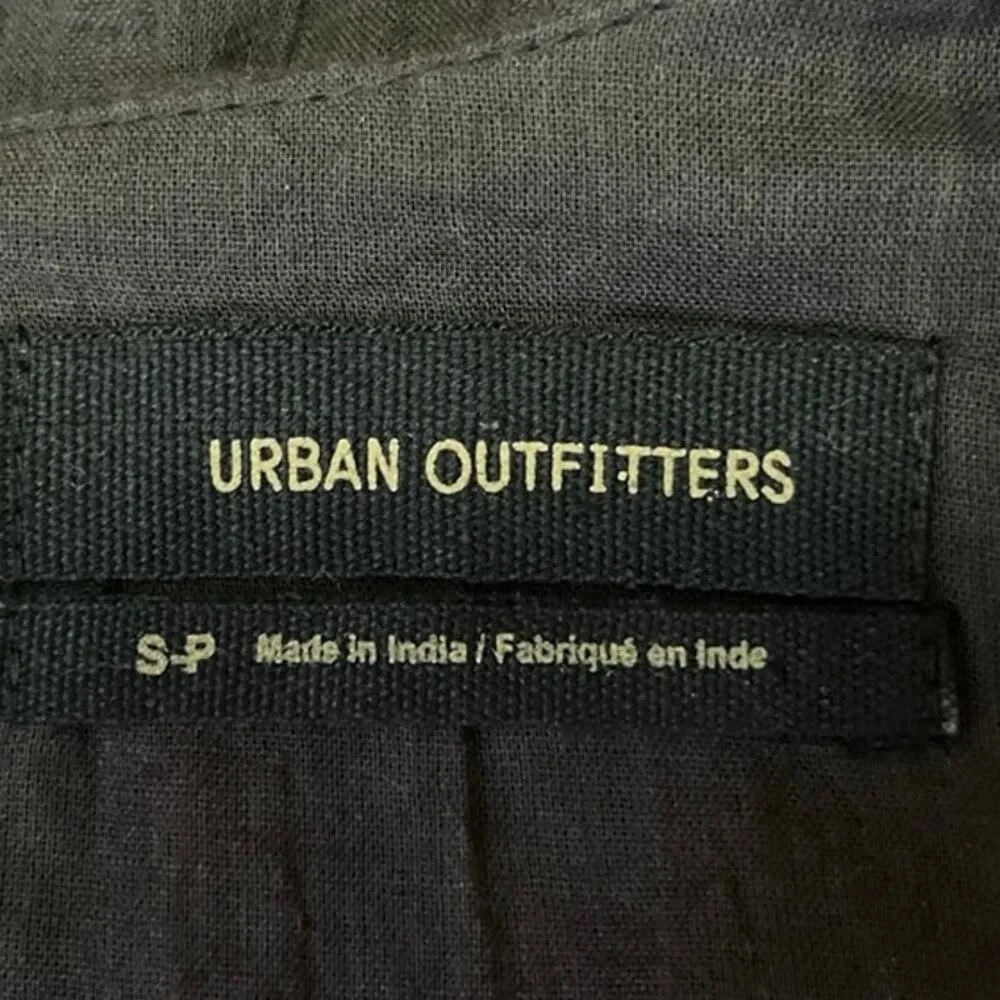 URBAN OUTFITTERS
S-P Made in India / Fabriqué en Inde